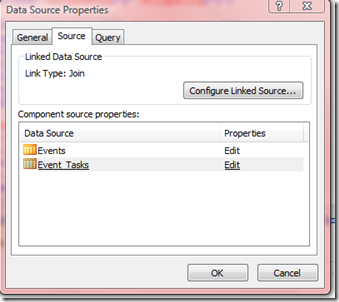 Data Source Properties
General Source Query
Linked Data Source
Link Type: Join
Configure Linked Source...
Component source properties:
Data Source Properties
Events Edit
Event_Tasks Edit
OK Cancel